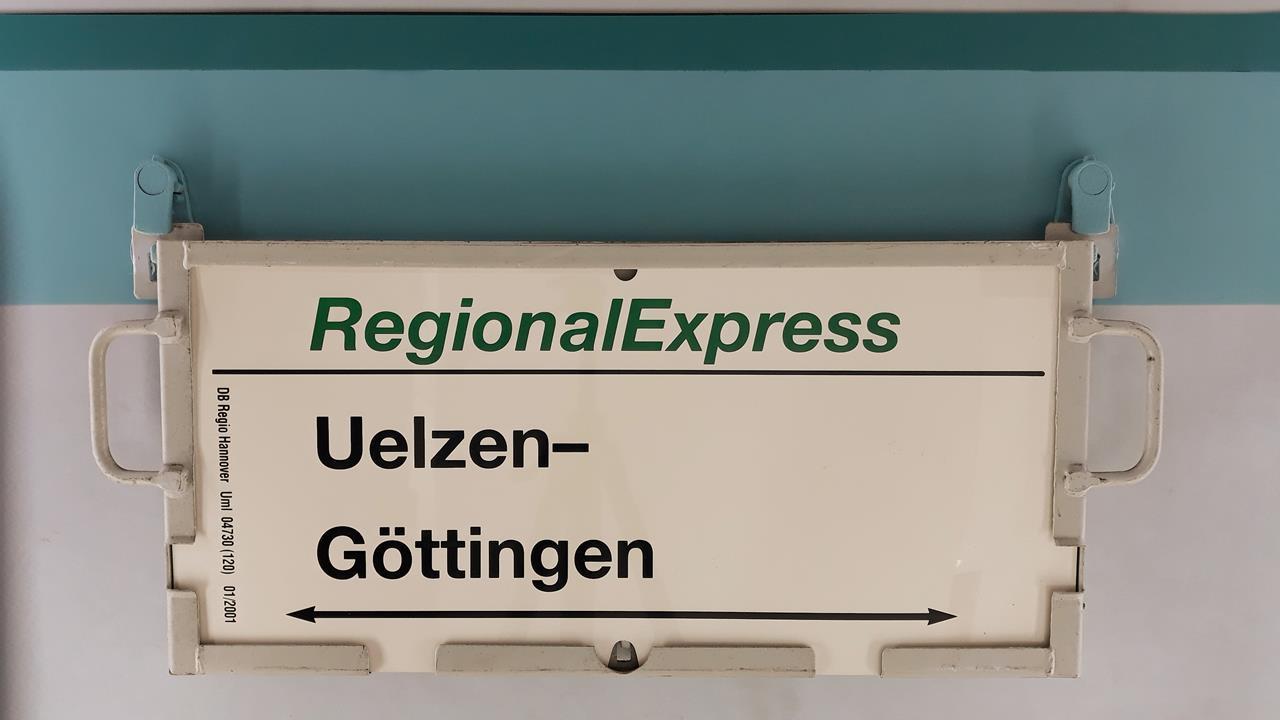 RegionalExpress
Uelzen–
Göttingen
DB Regio Hannover Uml 04730 (120) 01/2001